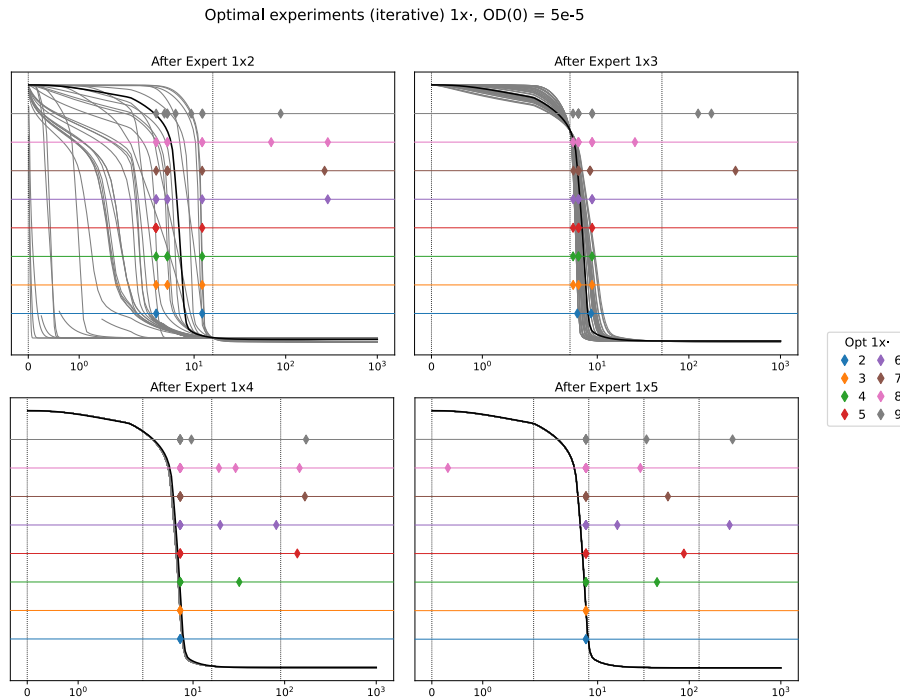 Optimal experiments (iterative) 1x·, OD(0) = 5e-5
After Expert 1x2
After Expert 1x3
0 10^0 10^1 10^2 10^3
0 10^0 10^1 10^2 10^3
After Expert 1x4
After Expert 1x5
0 10^0 10^1 10^2 10^3
0 10^0 10^1 10^2 10^3
Opt 1x·
2 6
3 7
4 8
5 9